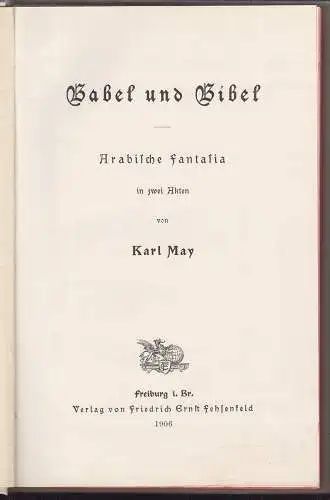 Babel und Bibel
Arabische Fantasia
in zwei Akten
von
Karl May
Freiburg i. Br.
Verlag von Friedrich Ernst Fehsenfeld
1906